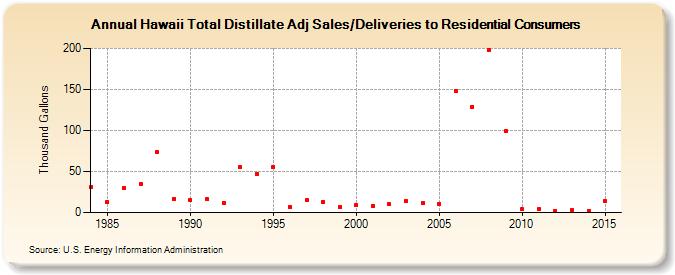 Annual Hawaii Total Distillate Adj Sales/Deliveries to Residential Consumers
Thousand Gallons
200
150
100
50
0
1985 1990 1995 2000 2005 2010 2015
Source: U.S. Energy Information Administration